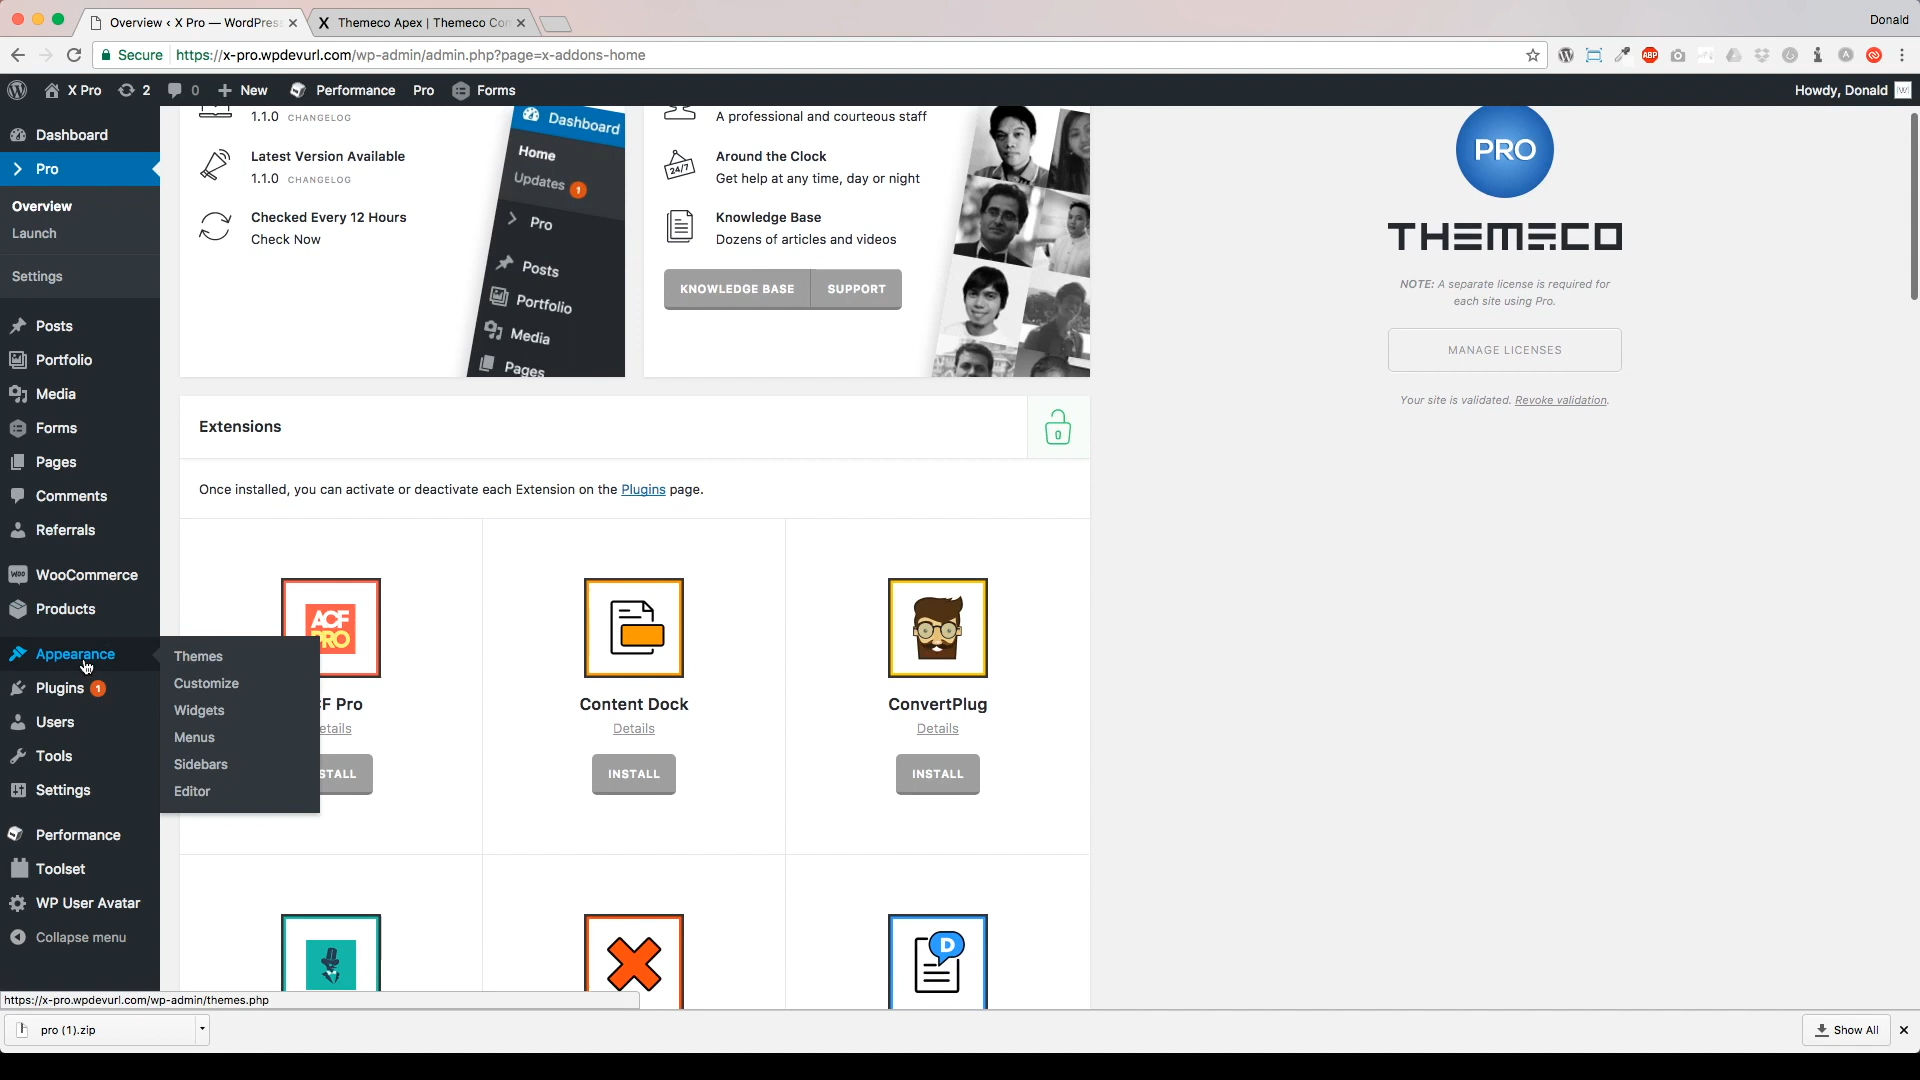 Overview ‹ X Pro — WordPres
Themeco Apex | Themeco Con
Donald
Secure
https://x-pro.wpdevurl.com/wp-admin/admin.php?page=x-addons-home
ABP
X Pro
2
0
New
Performance
Pro
Forms
Howdy, Donald
Dashboard
Pro
Overview
Launch
Settings
Posts
Portfolio
Media
Forms
Pages
Comments
Referrals
WooCommerce
Products
Appearance
Plugins 1
Users
Tools
Settings
Performance
Toolset
WP User Avatar
Collapse menu
Themes
Customize
Widgets
Menus
Sidebars
Editor
1.1.0 CHANGELOG
Latest Version Available
1.1.0 CHANGELOG
Checked Every 12 Hours
Check Now
Dashboard
Home
Updates 1
Pro
Posts
Portfolio
Media
Pages
A professional and courteous staff
24/7
Around the Clock
Get help at any time, day or night
Knowledge Base
Dozens of articles and videos
KNOWLEDGE BASE
SUPPORT
PRO
THEMECO
NOTE: A separate license is required for
each site using Pro.
MANAGE LICENSES
Your site is validated. Revoke validation.
Extensions
Once installed, you can activate or deactivate each Extension on the Plugins page.
ACF
PRO
F Pro
etails
STALL
Content Dock
Details
INSTALL
ConvertPlug
Details
INSTALL
D
https://x-pro.wpdevurl.com/wp-admin/themes.php
pro (1).zip
Show All